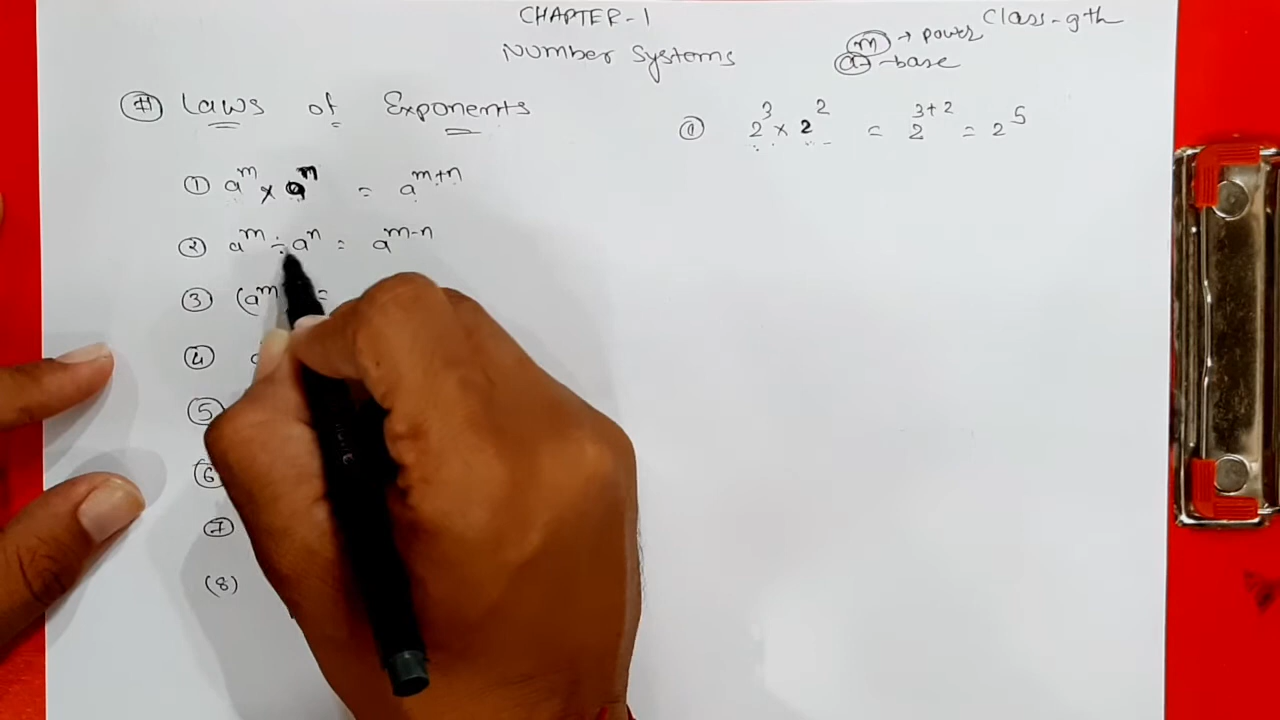 CHAPTER-1
Class-9th
Number Systems
m → power
a -base
# Laws of Exponents
① a^m × a^n = a^{m+n}
② a^m ÷ a^n = a^{m-n}
③ (a^m =
④
⑤
⑥
⑦
(8)
@ 2^3 × 2^2 = 2^{3+2} = 2^5